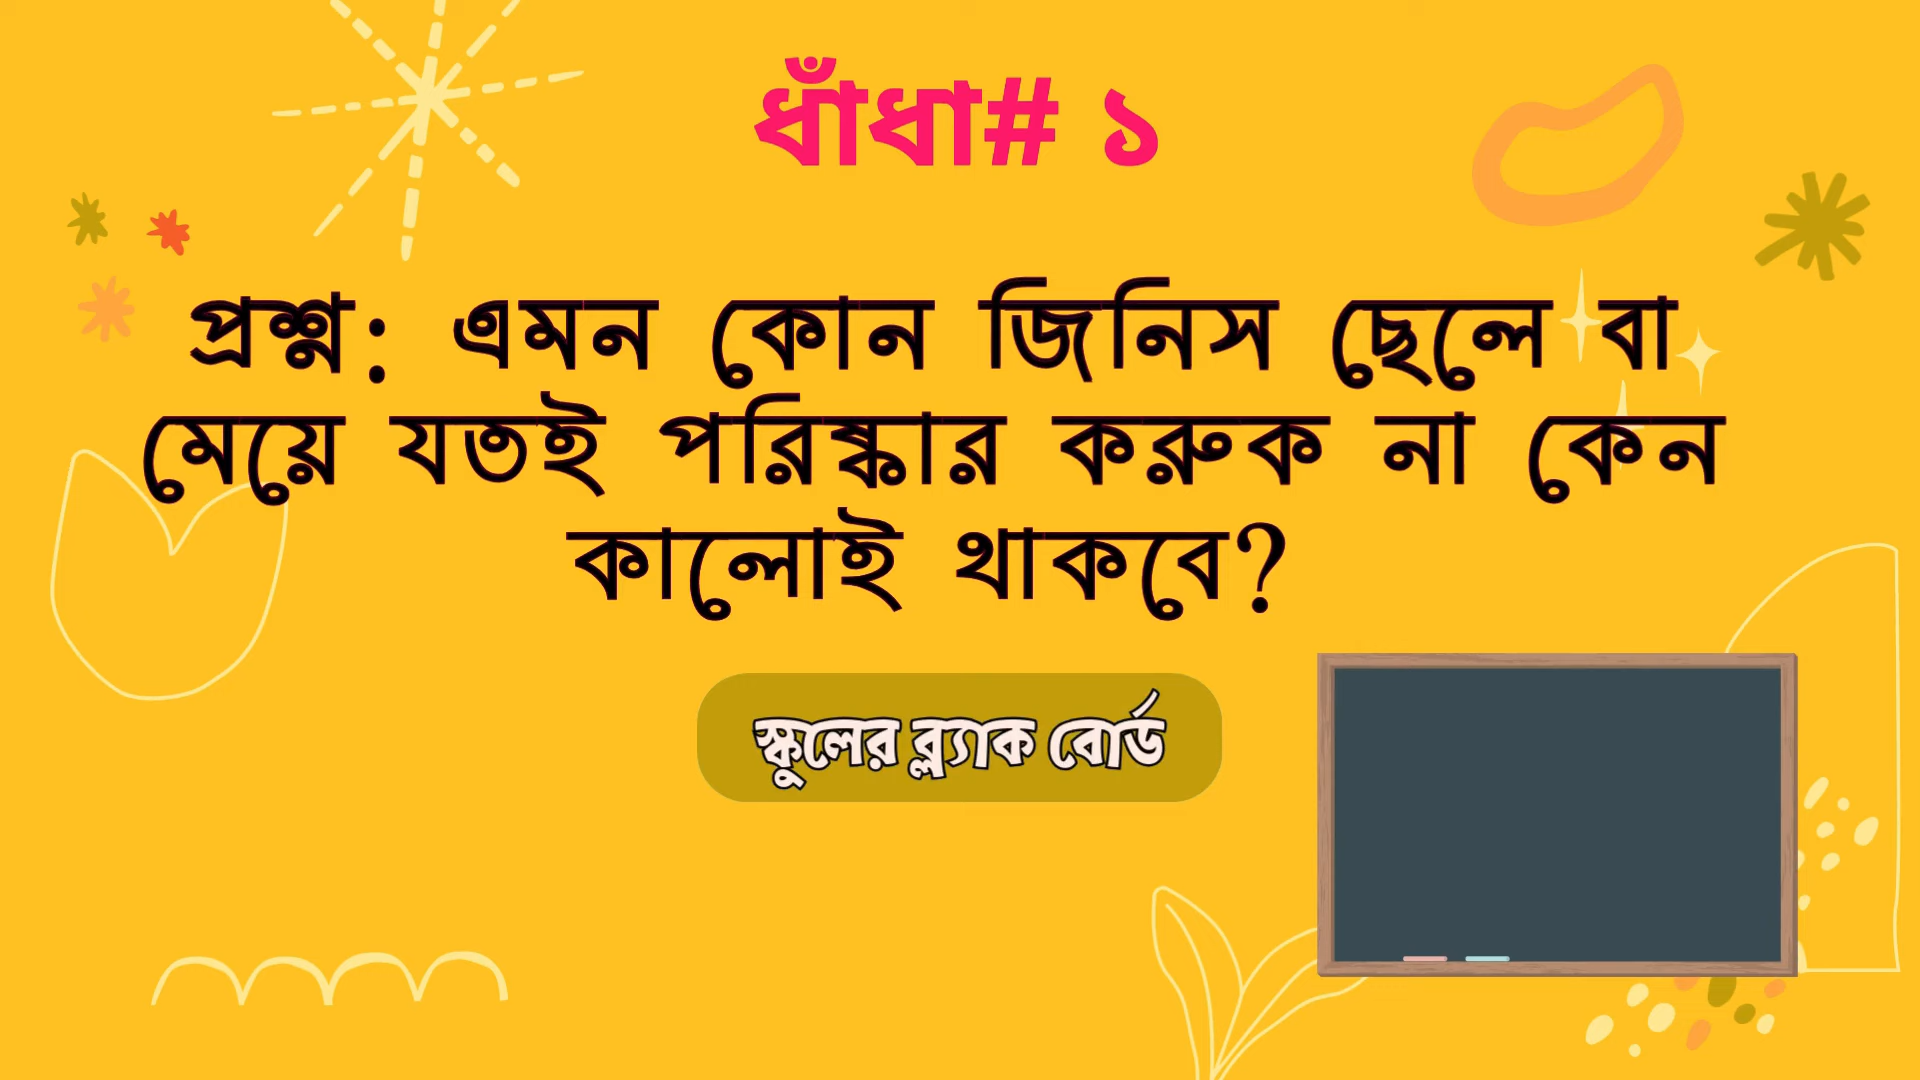 ধাঁধা# ১
প্রশ্ন: এমন কোন জিনিস ছেলে বা
মেয়ে যতই পরিষ্কার করুক না কেন
কালোই থাকবে?
স্কুলের ব্ল্যাক বোর্ড